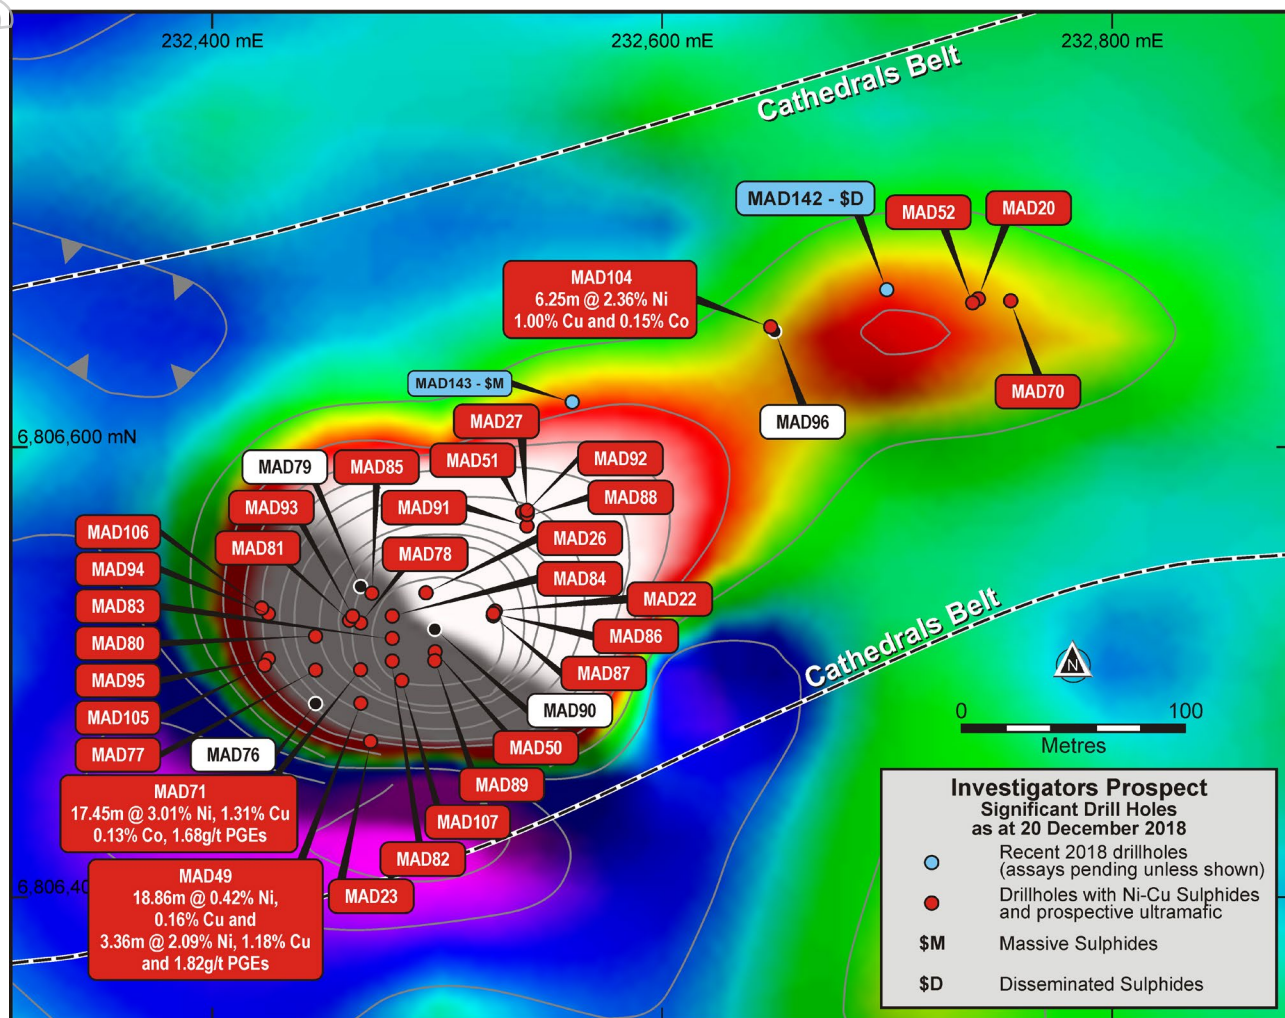 232,400 mE
232,600 mE
232,800 mE
Cathedrals Belt
MAD142 - $D
MAD52
MAD20
MAD104
6.25m @ 2.36% Ni
1.00% Cu and 0.15% Co
MAD70
MAD143 - $M
MAD96
MAD27
6,806,600 mN
MAD79
MAD85
MAD51
MAD92
MAD93
MAD91
MAD88
MAD106
MAD81
MAD78
MAD26
MAD94
MAD84
MAD83
MAD22
MAD80
MAD86
MAD95
MAD87
Cathedrals Belt
N
MAD105
MAD90
0 100
Metres
MAD77
MAD76
MAD50
MAD71
17.45m @ 3.01% Ni, 1.31% Cu
0.13% Co, 1.68g/t PGEs
MAD89
MAD107
MAD82
6,806,40
MAD49
18.86m @ 0.42% Ni,
0.16% Cu and
3.36m @ 2.09% Ni, 1.18% Cu
and 1.82g/t PGEs
MAD23
Investigators Prospect
Significant Drill Holes
as at 20 December 2018
Recent 2018 drillholes
(assays pending unless shown)
Drillholes with Ni-Cu Sulphides
and prospective ultramafic
$M Massive Sulphides
$D Disseminated Sulphides